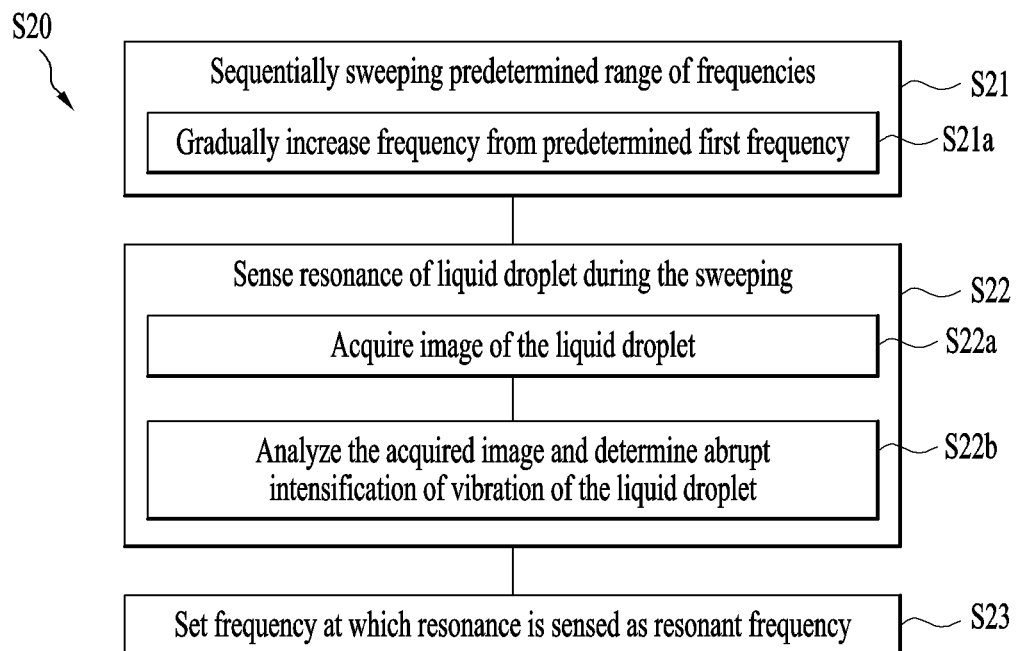 S20
Sequentially sweeping predetermined range of frequencies
S21
Gradually increase frequency from predetermined first frequency
S21a
Sense resonance of liquid droplet during the sweeping
S22
Acquire image of the liquid droplet
S22a
Analyze the acquired image and determine abrupt
intensification of vibration of the liquid droplet
S22b
Set frequency at which resonance is sensed as resonant frequency
S23